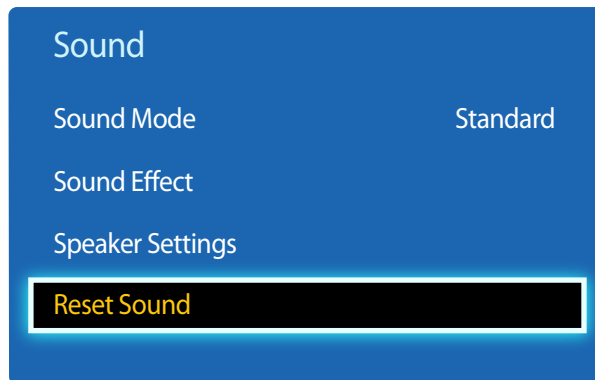 Sound
Sound Mode Standard
Sound Effect
Speaker Settings
Reset Sound